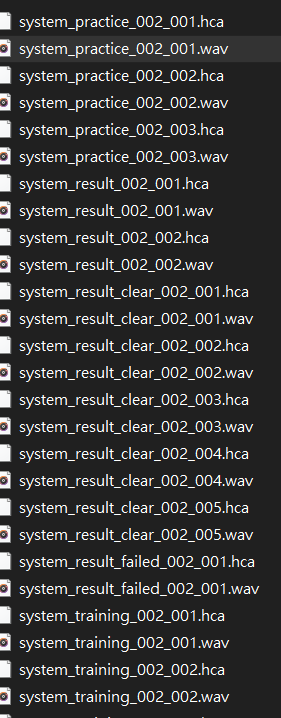 system_practice_002_001.hca
system_practice_002_001.wav
system_practice_002_002.hca
system_practice_002_002.wav
system_practice_002_003.hca
system_practice_002_003.wav
system_result_002_001.hca
system_result_002_001.wav
system_result_002_002.hca
system_result_002_002.wav
system_result_clear_002_001.hca
system_result_clear_002_001.wav
system_result_clear_002_002.hca
system_result_clear_002_002.wav
system_result_clear_002_003.hca
system_result_clear_002_003.wav
system_result_clear_002_004.hca
system_result_clear_002_004.wav
system_result_clear_002_005.hca
system_result_clear_002_005.wav
system_result_failed_002_001.hca
system_result_failed_002_001.wav
system_training_002_001.hca
system_training_002_001.wav
system_training_002_002.hca
system_training_002_002.wav